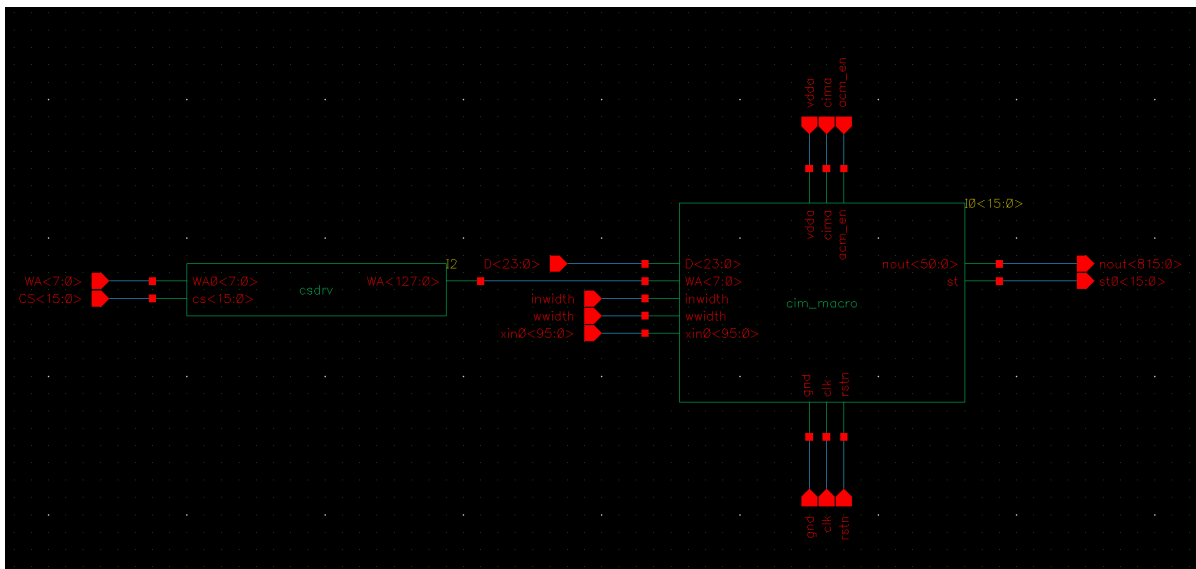 vdda cima acm_en
I0<15:0>
vdda cima acm_en
I2
WA<7:0> WA0<7:0> WA<127:0>
CS<15:0> cs<15:0>
csdrv
D<23:0> D<23:0> nout<50:0> nout<815:0>
WA<7:0> st st0<15:0>
inwidth inwidth
cim_macro
wwidth wwidth
xin0<95:0> xin0<95:0>
gnd clk rstn
gnd clk rstn